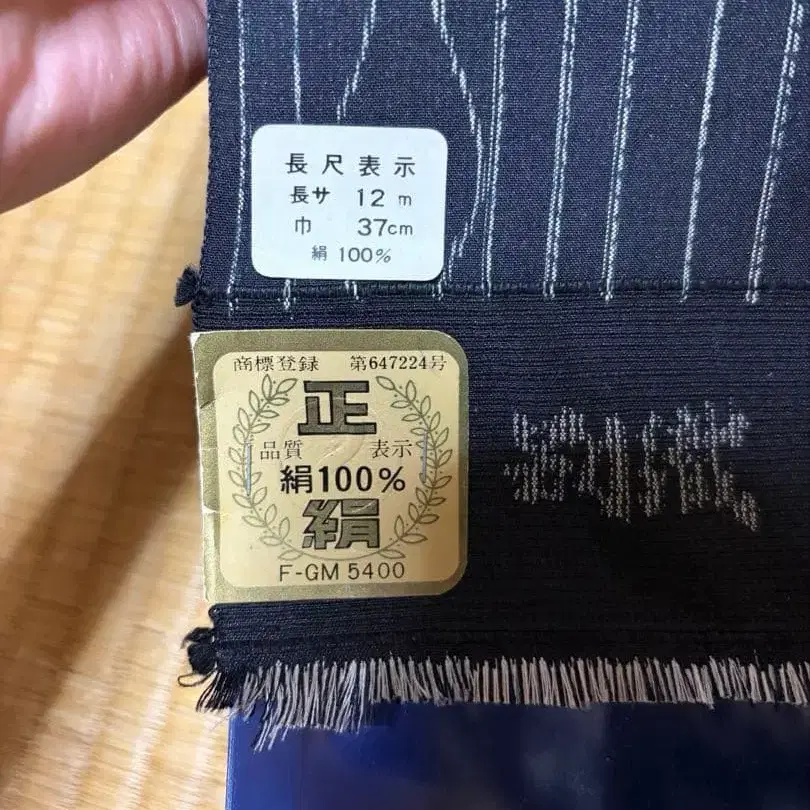 長尺表示
長サ 12 m
巾 37cm
絹 100%
商標登録 第647224号
正
品質 表示
絹100%
絹
F-GM 5400